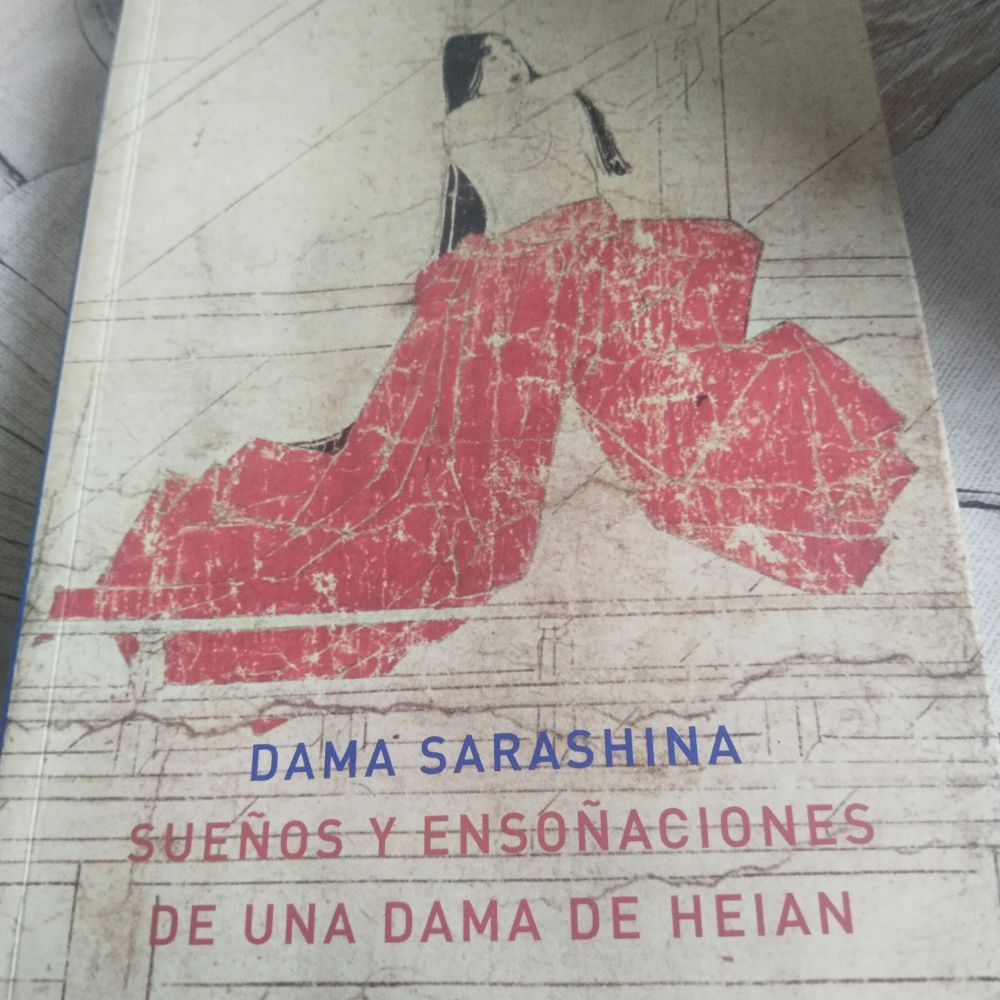 DAMA SARASHINA
SUEÑOS Y ENSOÑACIONES
DE UNA DAMA DE HEIAN